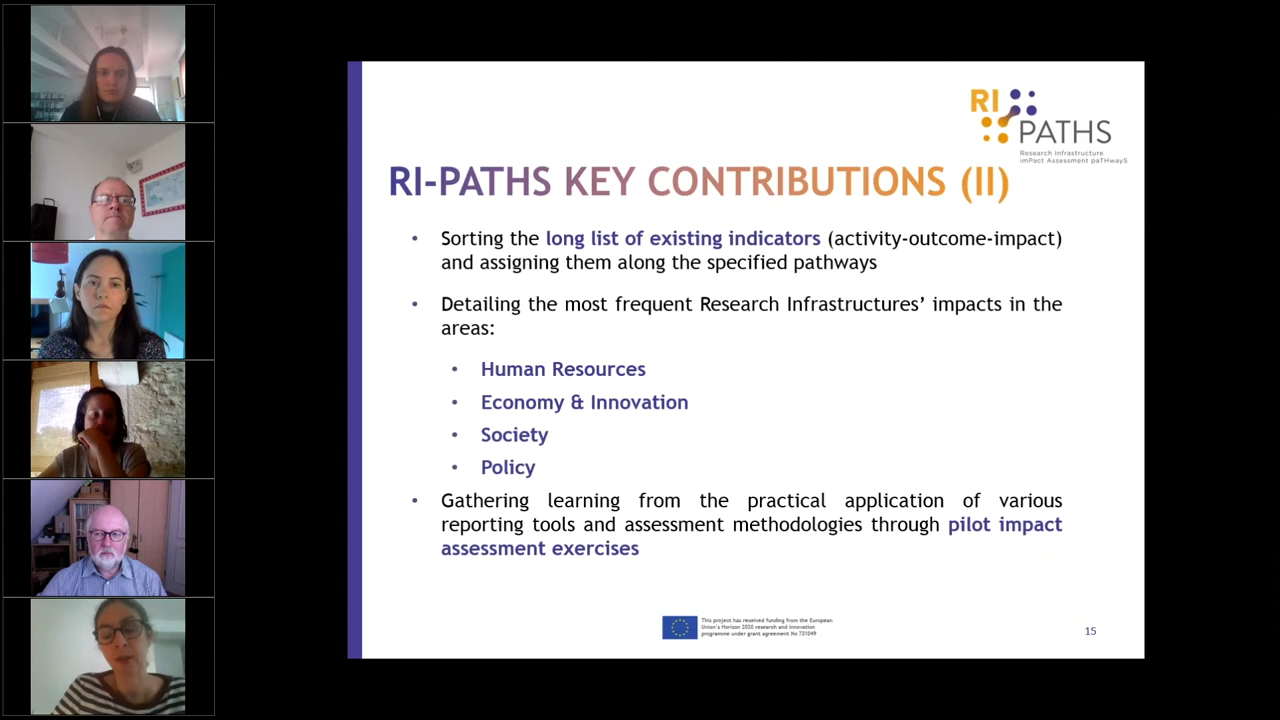 RI
PATHS
Research Infrastructure
imPact Assessment paTHwayS
RI-PATHS KEY CONTRIBUTIONS (II)
• Sorting the long list of existing indicators (activity-outcome-impact)
and assigning them along the specified pathways
• Detailing the most frequent Research Infrastructures’ impacts in the
areas:
• Human Resources
• Economy & Innovation
• Society
• Policy
• Gathering learning from the practical application of various
reporting tools and assessment methodologies through pilot impact
assessment exercises
This project has received funding from the European
Union's Horizon 2020 research and innovation
programme under grant agreement No 731049
15